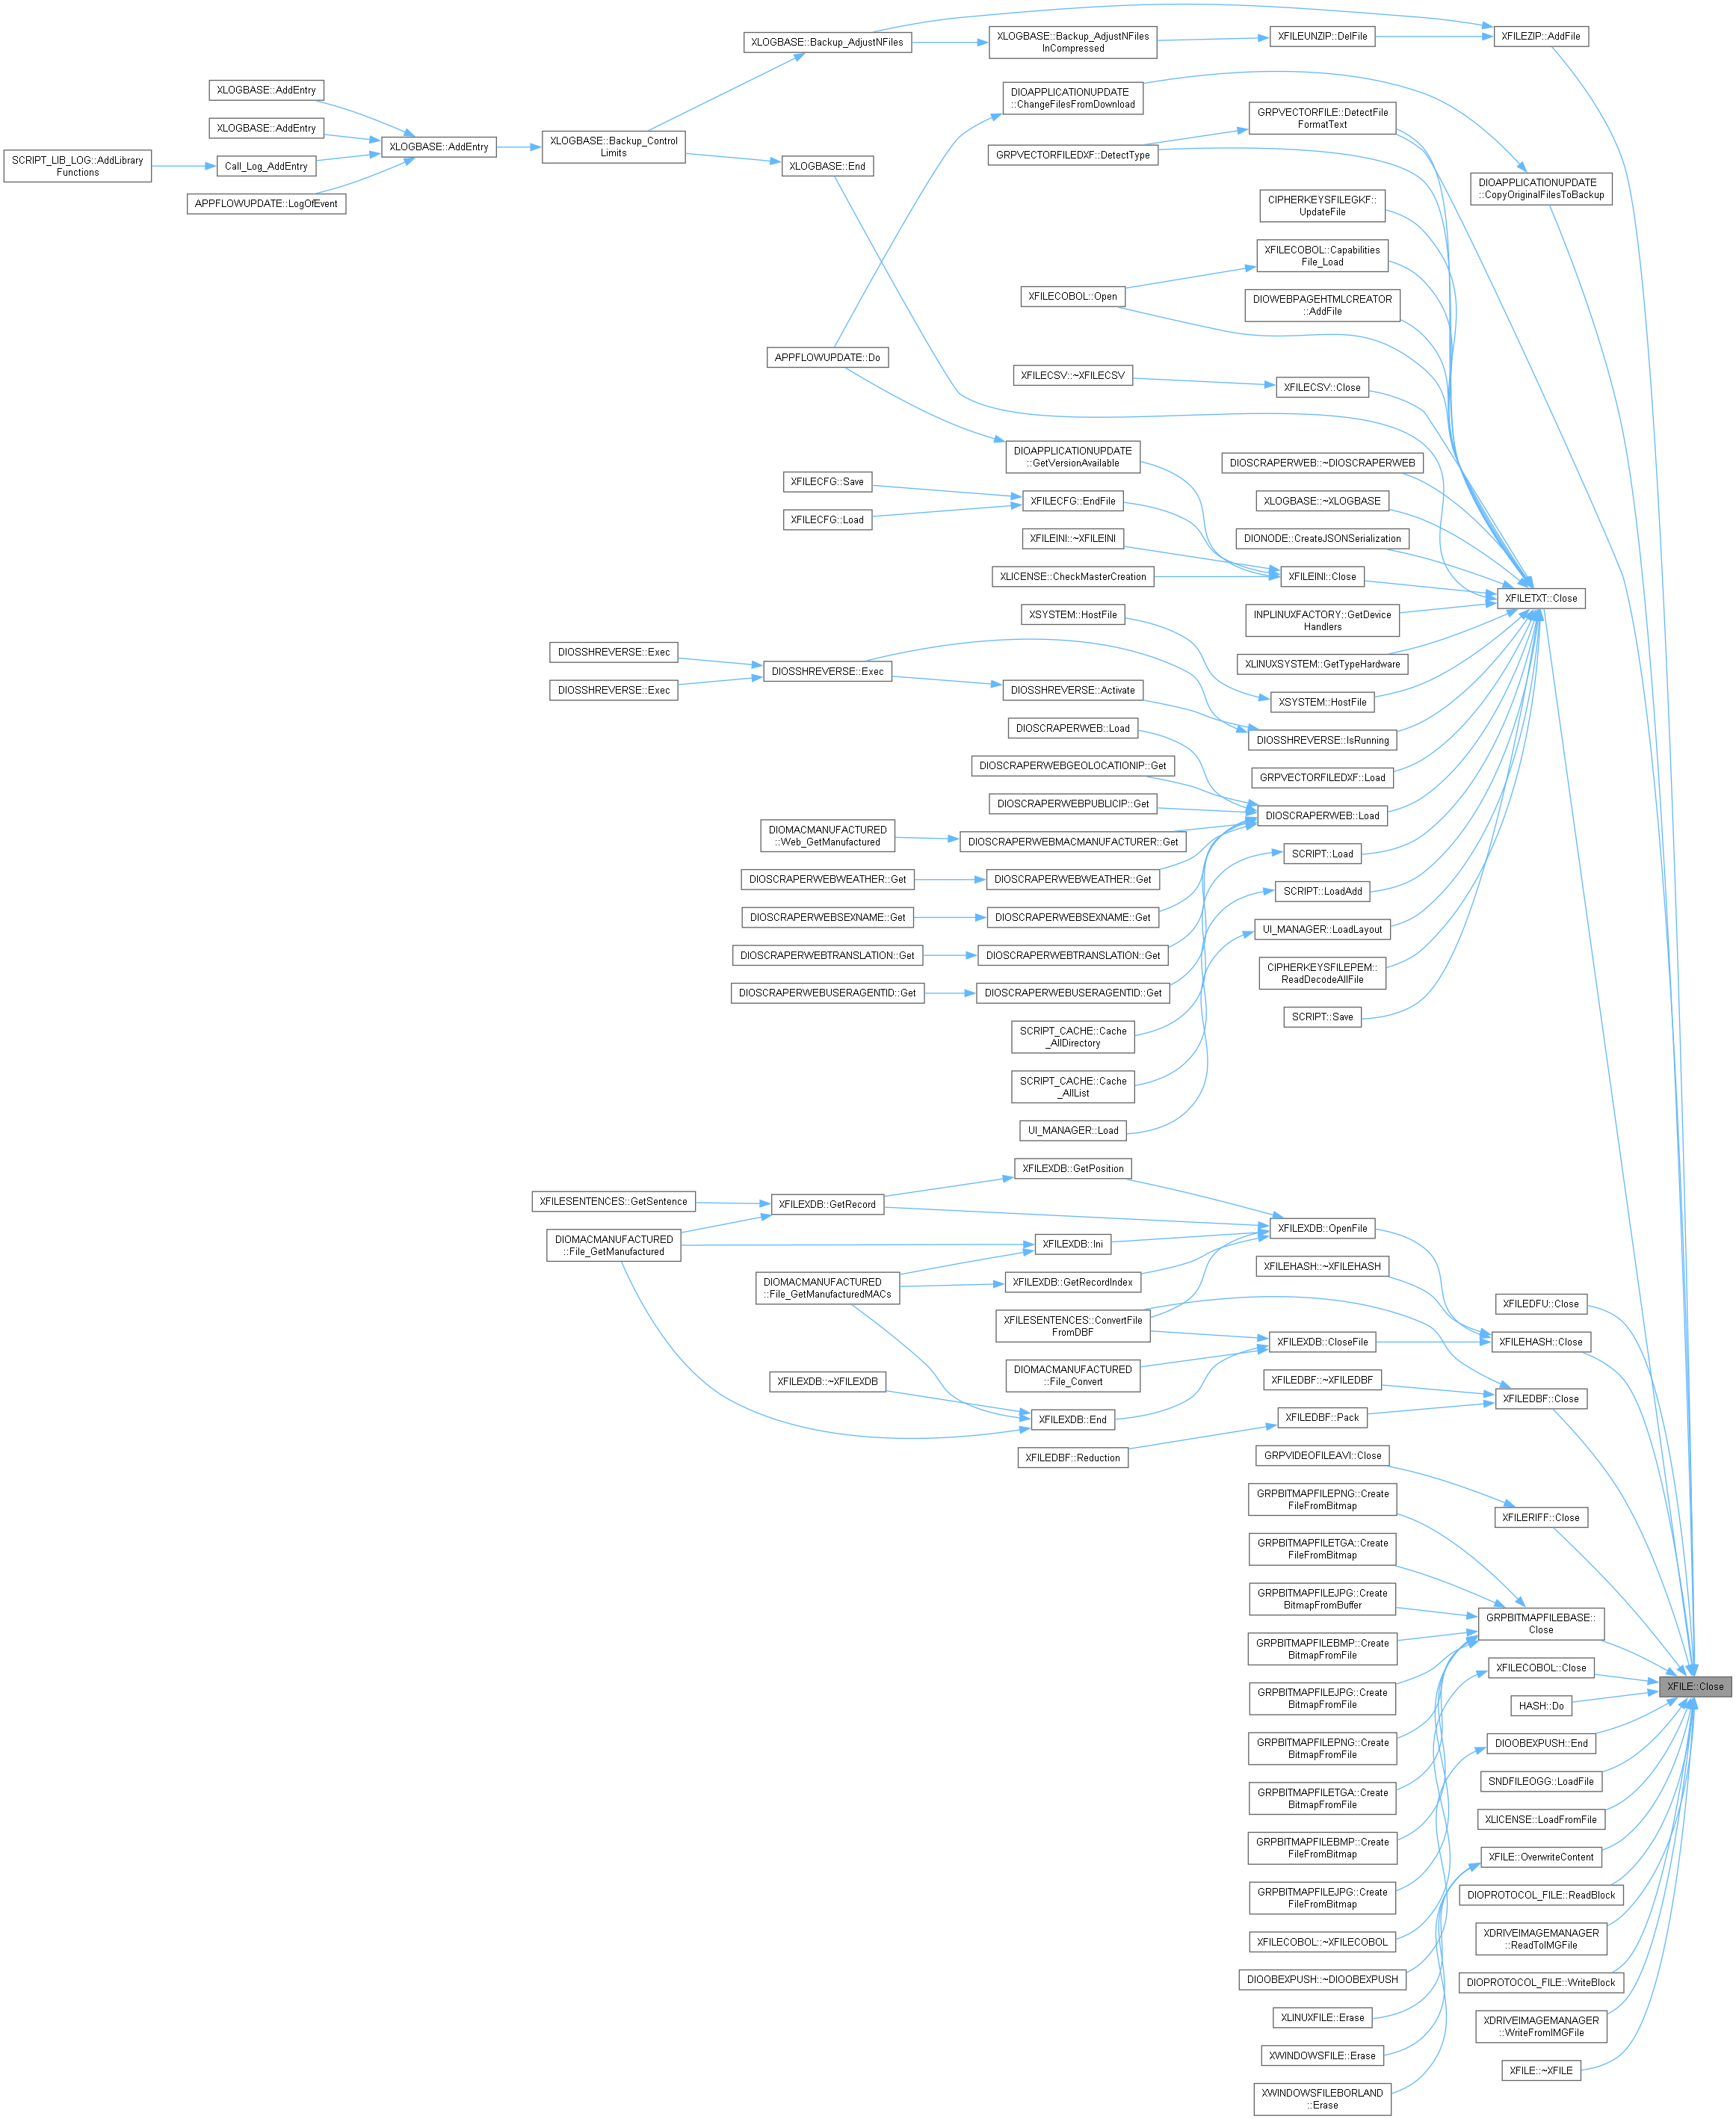 XLOGBASE::Backup_AdjustNFiles
XLOGBASE::Backup_AdjustNFiles
InCompressed
XFILEUNZIP::DelFile
XFILEZIP::AddFile
XLOGBASE::AddEntry
XLOGBASE::AddEntry
SCRIPT_LIB_LOG::AddLibrary
Functions
Call_Log_AddEntry
APPFLOWUPDATE::LogOfEvent
XLOGBASE::AddEntry
XLOGBASE::Backup_Control
Limits
XLOGBASE::End
DIOAPPLICATIONUPDATE
::ChangeFilesFromDownload
GRPVECTORFILE::DetectFile
FormatText
GRPVECTORFILEDXF::DetectType
DIOAPPLICATIONUPDATE
::CopyOriginalFilesToBackup
CIPHERKEYSFILEGKF::
UpdateFile
XFILECOBOL::Capabilities
File_Load
XFILECOBOL::Open
DIOWEBPAGEHTMLCREATOR
::AddFile
APPFLOWUPDATE::Do
XFILECSV::~XFILECSV
XFILECSV::Close
DIOAPPLICATIONUPDATE
::GetVersionAvailable
DIOSCRAPERWEB::~DIOSCRAPERWEB
XFILECFG::Save
XFILECFG::EndFile
XLOGBASE::~XLOGBASE
XFILECFG::Load
XFILEINI::~XFILEINI
DIONODE::CreateJSONSerialization
XLICENSE::CheckMasterCreation
XFILEINI::Close
XFILETXT::Close
XSYSTEM::HostFile
INPLINUXFACTORY::GetDevice
Handlers
DIOSSHREVERSE::Exec
DIOSSHREVERSE::Exec
DIOSSHREVERSE::Exec
XLINUXSYSTEM::GetTypeHardware
DIOSSHREVERSE::Activate
XSYSTEM::HostFile
DIOSCRAPERWEB::Load
DIOSSHREVERSE::IsRunning
DIOSCRAPERWEBGEOLOCATIONIP::Get
GRPVECTORFILEDXF::Load
DIOSCRAPERWEBPUBLICIP::Get
DIOSCRAPERWEB::Load
DIOMACMANUFACTURED
::Web_GetManufactured
DIOSCRAPERWEBMACMANUFACTURER::Get
SCRIPT::Load
DIOSCRAPERWEBWEATHER::Get
DIOSCRAPERWEBWEATHER::Get
SCRIPT::LoadAdd
DIOSCRAPERWEBSEXNAME::Get
DIOSCRAPERWEBSEXNAME::Get
UI_MANAGER::LoadLayout
DIOSCRAPERWEBTRANSLATION::Get
DIOSCRAPERWEBTRANSLATION::Get
CIPHERKEYSFILEPEM::
ReadDecodeAllFile
DIOSCRAPERWEBUSERAGENTID::Get
DIOSCRAPERWEBUSERAGENTID::Get
SCRIPT::Save
SCRIPT_CACHE::Cache
_AllDirectory
SCRIPT_CACHE::Cache
_AllList
UI_MANAGER::Load
XFILEXDB::GetPosition
XFILESENTENCES::GetSentence
XFILEXDB::GetRecord
XFILEXDB::OpenFile
DIOMACMANUFACTURED
::File_GetManufactured
XFILEXDB::Ini
XFILEHASH::~XFILEHASH
DIOMACMANUFACTURED
::File_GetManufacturedMACs
XFILEXDB::GetRecordIndex
XFILEDFU::Close
XFILESENTENCES::ConvertFile
FromDBF
XFILEXDB::CloseFile
XFILEHASH::Close
DIOMACMANUFACTURED
::File_Convert
XFILEXDB::~XFILEXDB
XFILEDBF::~XFILEDBF
XFILEDBF::Close
XFILEXDB::End
XFILEDBF::Pack
XFILEDBF::Reduction
GRPVIDEOFILEAVI::Close
GRPBITMAPFILEPNG::Create
FileFromBitmap
XFILERIFF::Close
GRPBITMAPFILETGA::Create
FileFromBitmap
GRPBITMAPFILEJPG::Create
BitmapFromBuffer
GRPBITMAPFILEBASE::
Close
GRPBITMAPFILEBMP::Create
BitmapFromFile
XFILECOBOL::Close
XFILE::Close
GRPBITMAPFILEJPG::Create
BitmapFromFile
HASH::Do
GRPBITMAPFILEPNG::Create
BitmapFromFile
DIOOBEXPUSH::End
GRPBITMAPFILETGA::Create
BitmapFromFile
SNDFILEOGG::LoadFile
XLICENSE::LoadFromFile
GRPBITMAPFILEBMP::Create
FileFromBitmap
XFILE::OverwriteContent
GRPBITMAPFILEJPG::Create
FileFromBitmap
DIOPROTOCOL_FILE::ReadBlock
XFILECOBOL::~XFILECOBOL
XDRIVEIMAGEMANAGER
::ReadToIMGFile
DIOOBEXPUSH::~DIOOBEXPUSH
DIOPROTOCOL_FILE::WriteBlock
XLINUXFILE::Erase
XDRIVEIMAGEMANAGER
::WriteFromIMGFile
XWINDOWSFILE::Erase
XFILE::~XFILE
XWINDOWSFILEBORLAND
::Erase